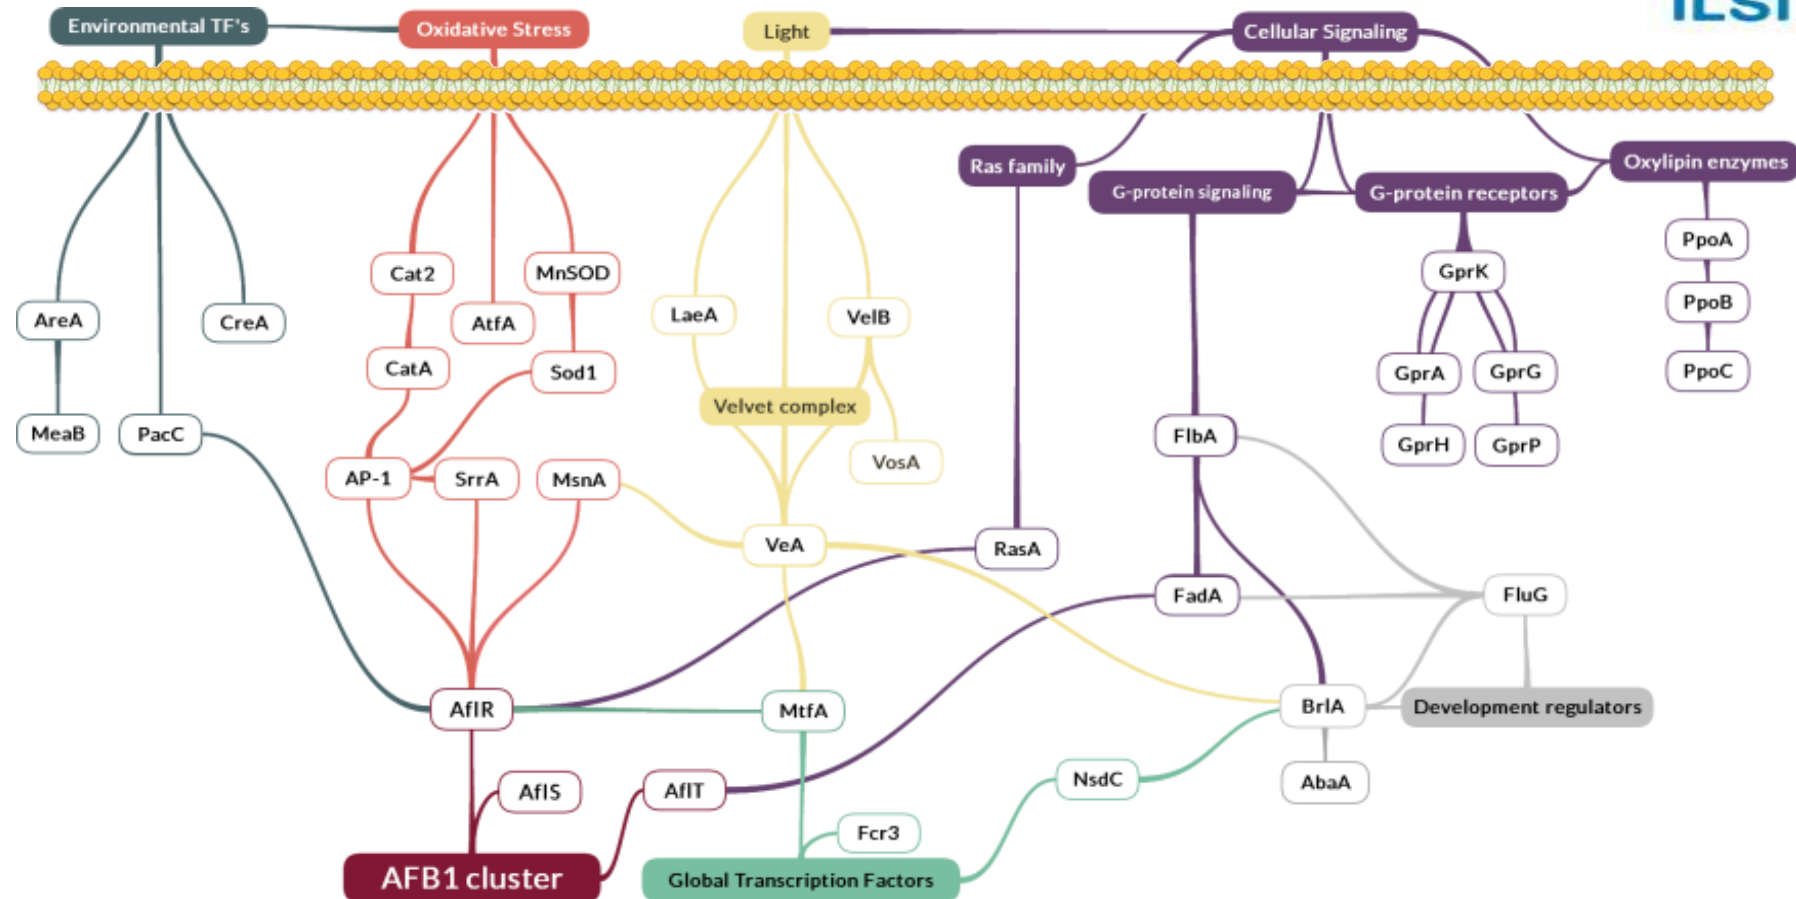 ILSI
Environmental TF's
Oxidative Stress
Light
Cellular Signaling
Ras family
G-protein signaling
G-protein receptors
Oxylipin enzymes
PpoA
Cat2
MnSOD
GprK
AreA
CreA
AtfA
LaeA
VelB
PpoB
CatA
Sod1
GprA
GprG
PpoC
Velvet complex
MeaB
PacC
FlbA
GprH
GprP
VosA
AP-1
SrrA
MsnA
VeA
RasA
FadA
FluG
AflR
MtfA
BrlA
Development regulators
AflS
AflT
NsdC
AbaA
Fcr3
AFB1 cluster
Global Transcription Factors